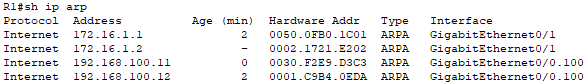 R1#sh ip arp
Protocol  Address          Age (min)  Hardware Addr   Type   Interface
Internet  172.16.1.1              2   0050.0FB0.1C01  ARPA   GigabitEthernet0/1
Internet  172.16.1.2              -   0002.1721.E202  ARPA   GigabitEthernet0/1
Internet  192.168.100.11          0   0030.F2E9.D3C3  ARPA   GigabitEthernet0/0.100
Internet  192.168.100.12          2   0001.C9B4.0EDA  ARPA   GigabitEthernet0/0.100